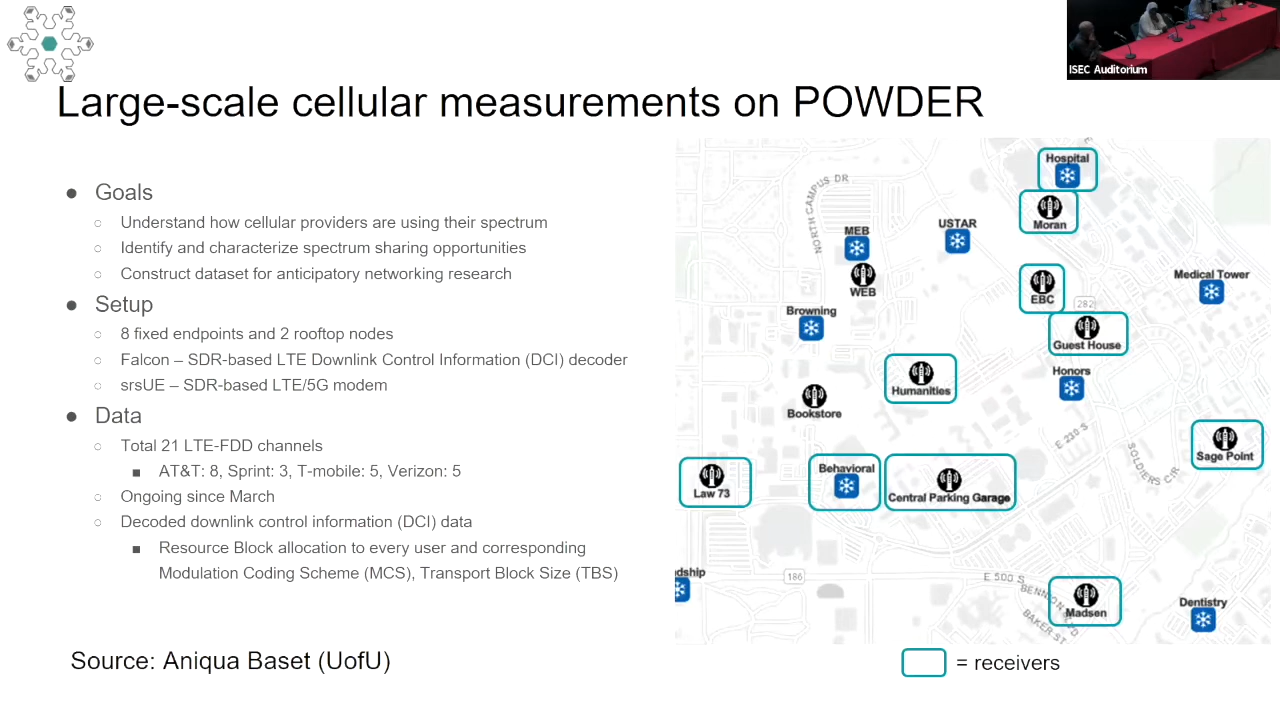 ISEC Auditorium
Large-scale cellular measurements on POWDER
● Goals
○ Understand how cellular providers are using their spectrum
○ Identify and characterize spectrum sharing opportunities
○ Construct dataset for anticipatory networking research
● Setup
○ 8 fixed endpoints and 2 rooftop nodes
○ Falcon – SDR-based LTE Downlink Control Information (DCI) decoder
○ srsUE – SDR-based LTE/5G modem
● Data
○ Total 21 LTE-FDD channels
■ AT&T: 8, Sprint: 3, T-mobile: 5, Verizon: 5
○ Ongoing since March
○ Decoded downlink control information (DCI) data
■ Resource Block allocation to every user and corresponding
Modulation Coding Scheme (MCS), Transport Block Size (TBS)
Source: Aniqua Baset (UofU)
Hospital
Moran
NORTH CAMPUS DR
MEB
USTAR
WEB
EBC
282
Medical Tower
Browning
Guest House
Humanities
Honors
Bookstore
E 230 S
SOLDIERS CIR
Sage Point
Law 73
Behavioral
Central Parking Garage
dship
186
E 500 S
Madsen
BAKER ST
Dentistry
= receivers